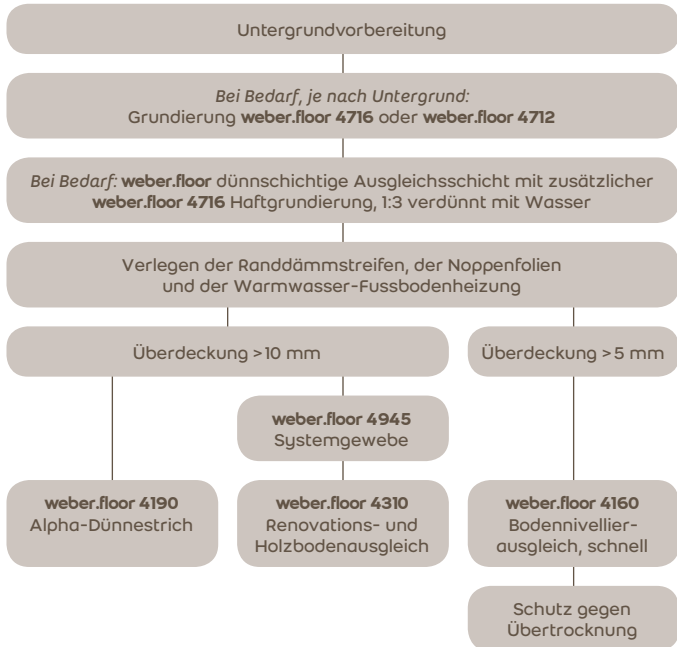 Untergrundvorbereitung
Bei Bedarf, je nach Untergrund:
Grundierung weber.floor 4716 oder weber.floor 4712
Bei Bedarf: weber.floor dünnschichtige Ausgleichsschicht mit zusätzlicher
weber.floor 4716 Haftgrundierung, 1:3 verdünnt mit Wasser
Verlegen der Randdämmstreifen, der Noppenfolien
und der Warmwasser-Fussbodenheizung
Überdeckung >10 mm
Überdeckung >5 mm
weber.floor 4945
Systemgewebe
weber.floor 4190
Alpha-Dünnestrich
weber.floor 4310
Renovations- und
Holzbodenausgleich
weber.floor 4160
Bodennivellier-
ausgleich, schnell
Schutz gegen
Übertrocknung